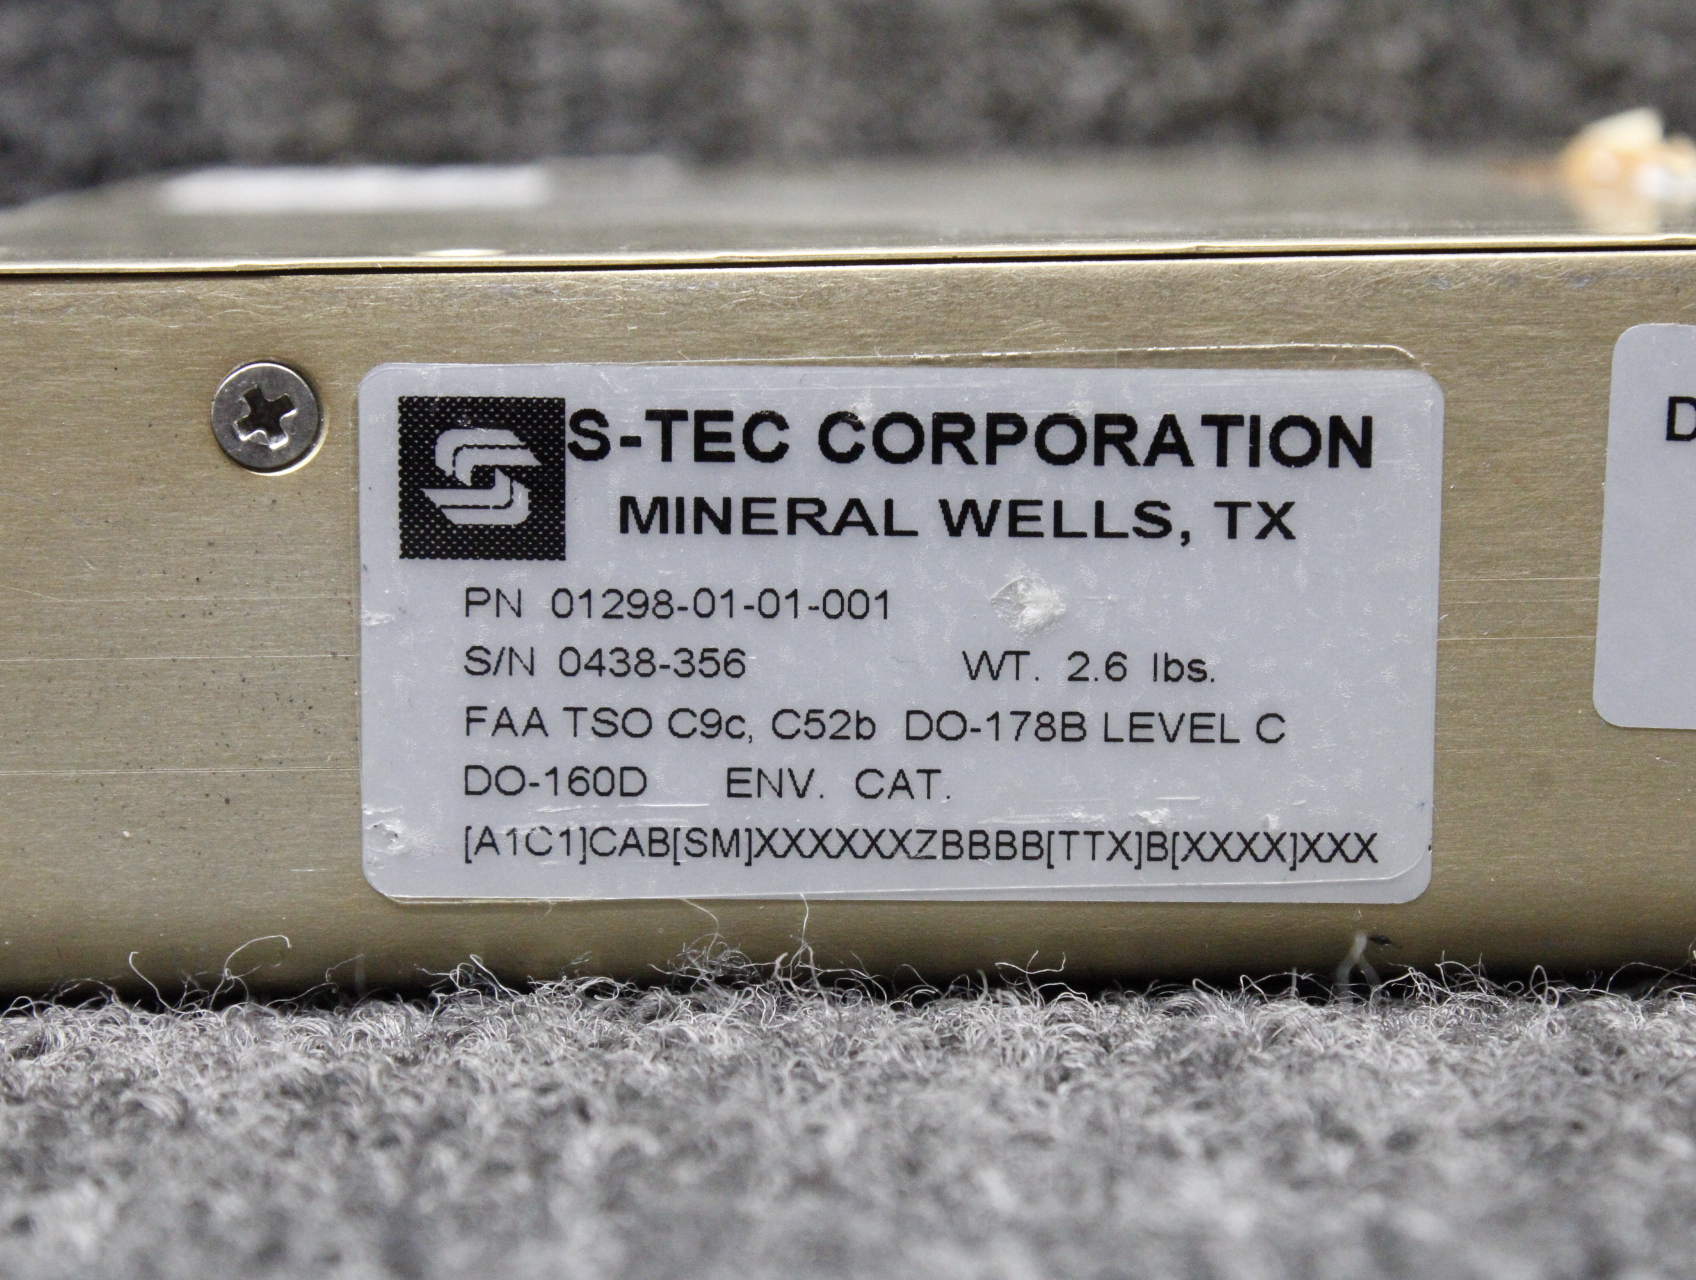 S-TEC CORPORATION
MINERAL WELLS, TX
PN 01298-01-01-001
S/N 0438-356 WT. 2.6 lbs.
FAA TSO C9c, C52b DO-178B LEVEL C
DO-160D ENV. CAT.
[A1C1]CAB[SM]XXXXXXZBBBB[TTX]B[XXXX]XXX